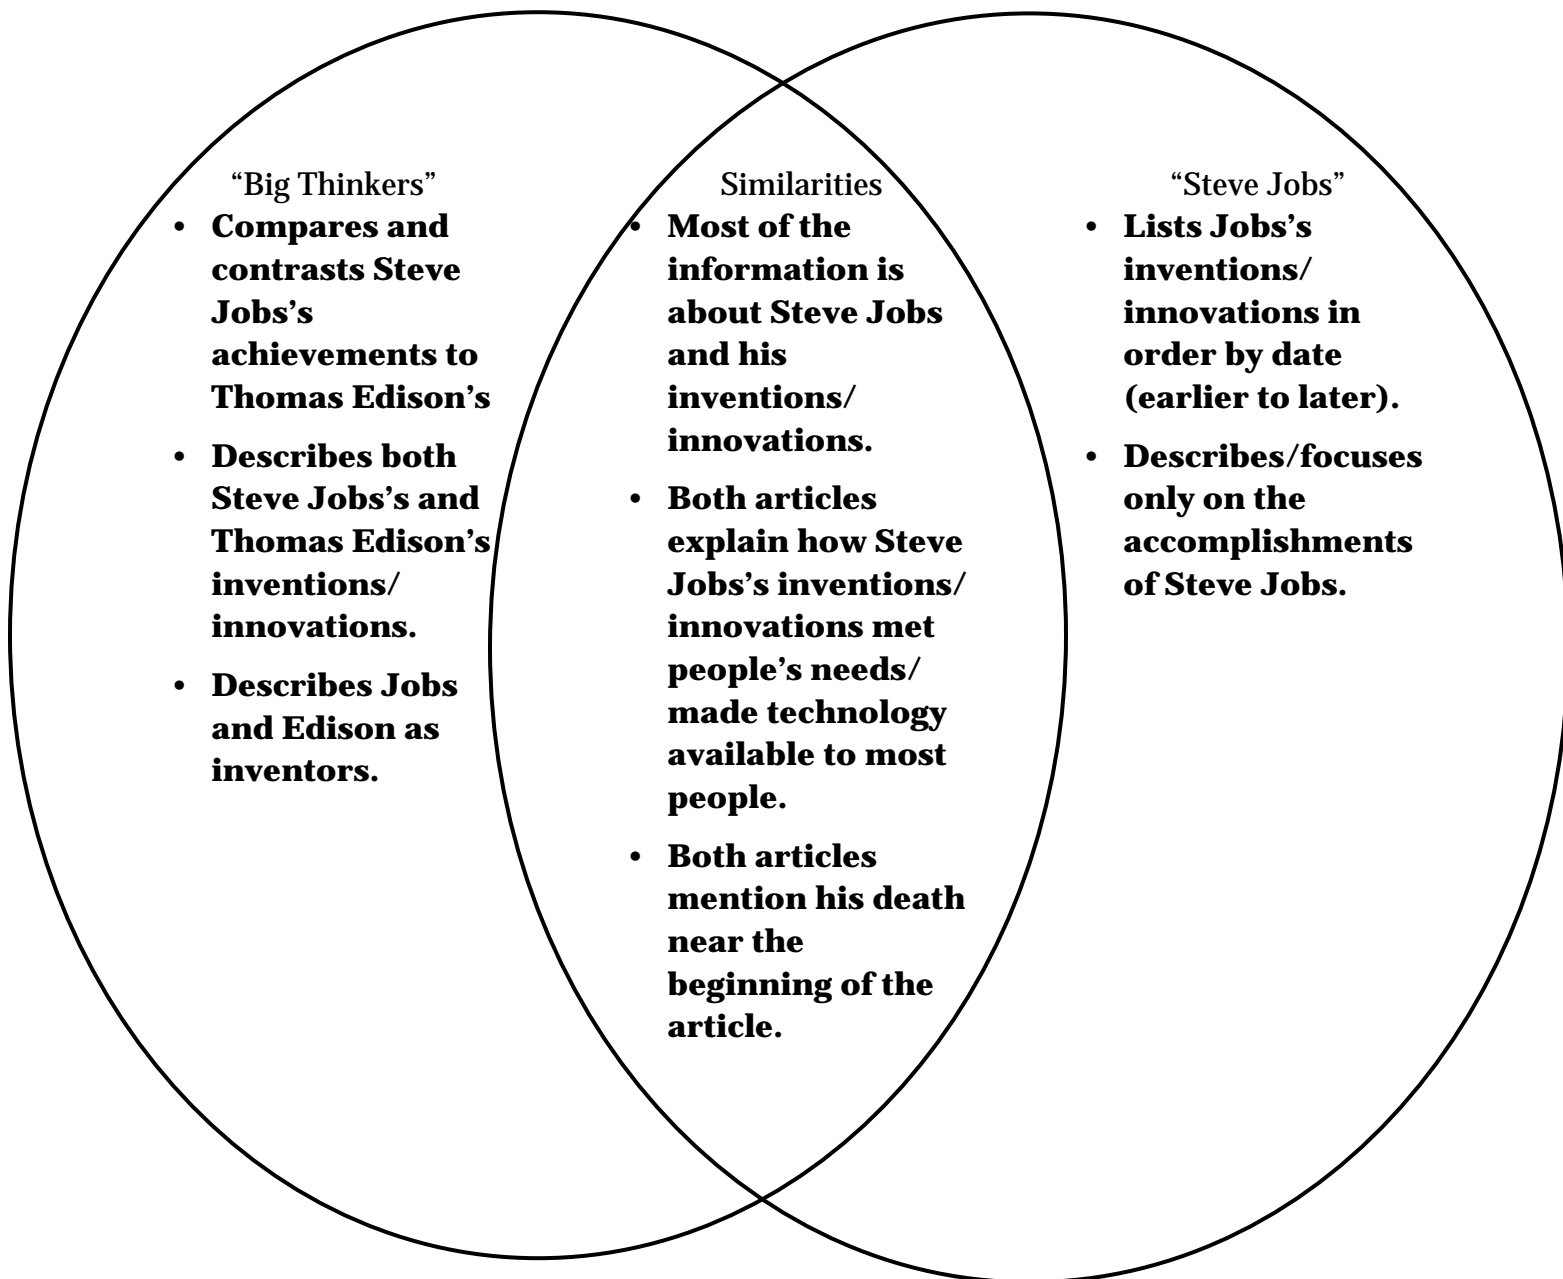 “Big Thinkers”
• Compares and
contrasts Steve
Jobs’s
achievements to
Thomas Edison’s
• Describes both
Steve Jobs’s and
Thomas Edison’s
inventions/
innovations.
• Describes Jobs
and Edison as
inventors.
Similarities
• Most of the
information is
about Steve Jobs
and his
inventions/
innovations.
• Both articles
explain how Steve
Jobs’s inventions/
innovations met
people’s needs/
made technology
available to most
people.
• Both articles
mention his death
near the
beginning of the
article.
“Steve Jobs”
• Lists Jobs’s
inventions/
innovations in
order by date
(earlier to later).
• Describes/focuses
only on the
accomplishments
of Steve Jobs.